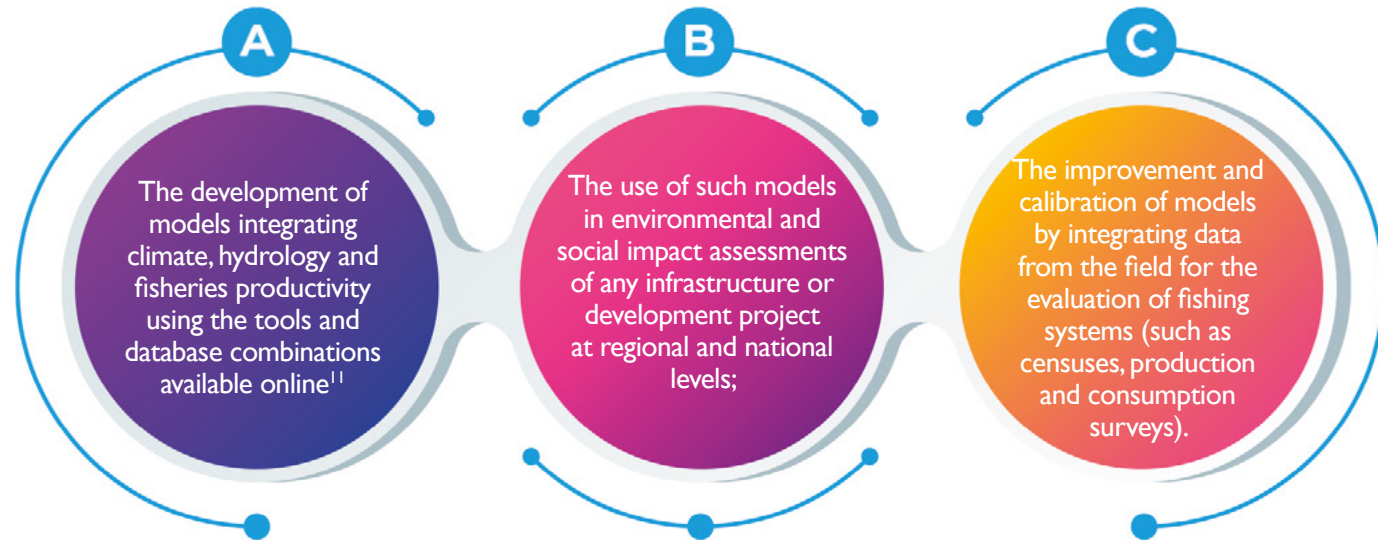 A
The development of
models integrating
climate, hydrology and
fisheries productivity
using the tools and
database combinations
available online¹¹
B
The use of such models
in environmental and
social impact assessments
of any infrastructure or
development project
at regional and national
levels;
C
The improvement and
calibration of models
by integrating data
from the field for the
evaluation of fishing
systems (such as
censuses, production
and consumption
surveys).